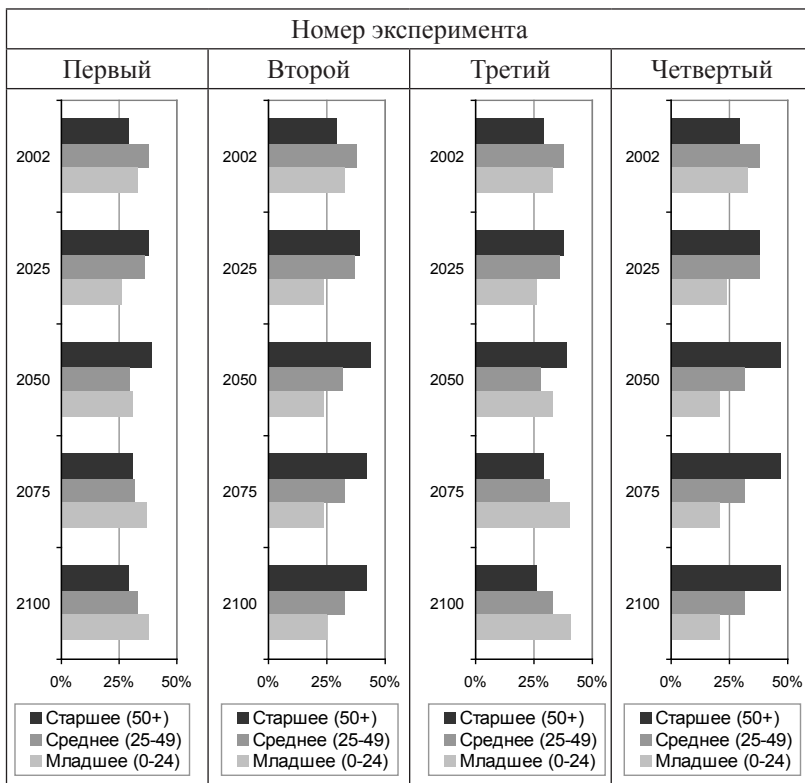 Номер эксперимента
Первый
Второй
Третий
Четвертый
2002
2025
2050
2075
2100
0% 25% 50%
Старшее (50+)
Среднее (25-49)
Младшее (0-24)
2002
2025
2050
2075
2100
0% 25% 50%
Старшее (50+)
Среднее (25-49)
Младшее (0-24)
2002
2025
2050
2075
2100
0% 25% 50%
Старшее (50+)
Среднее (25-49)
Младшее (0-24)
2002
2025
2050
2075
2100
0% 25% 50%
Старшее (50+)
Среднее (25-49)
Младшее (0-24)